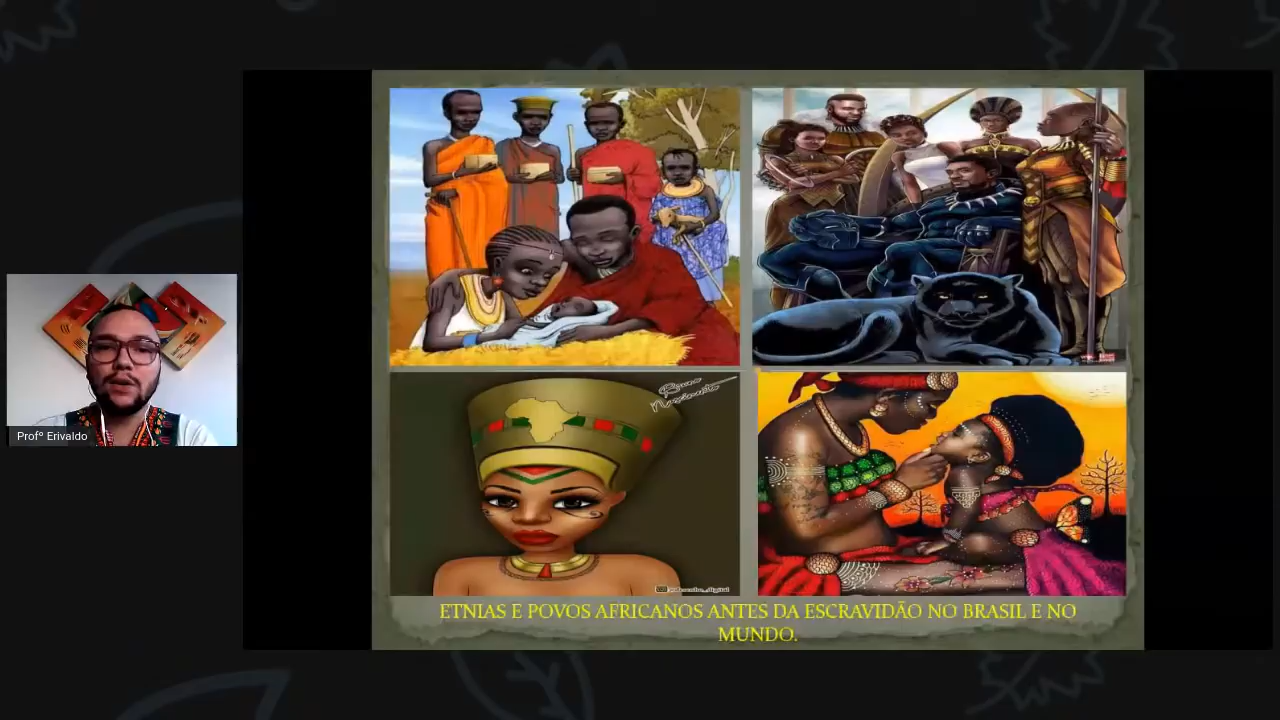 Profº Erivaldo
ETNIAS E POVOS AFRICANOS ANTES DA ESCRAVIDÃO NO BRASIL E NO
MUNDO.